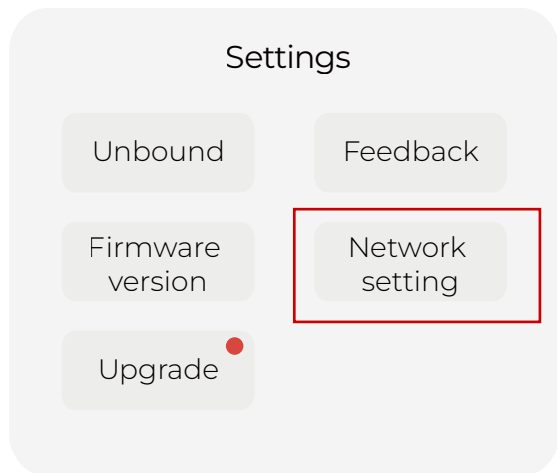 Settings
Unbound
Feedback
Firmware
version
Network
setting
Upgrade